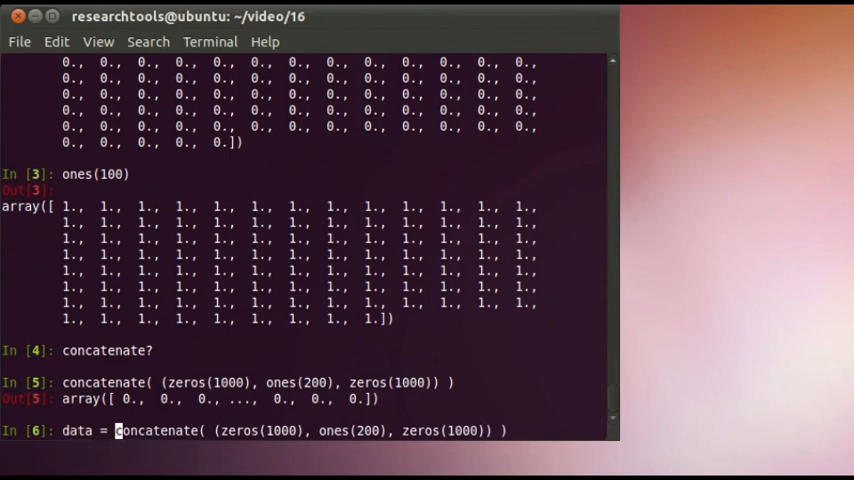 researchtools@ubuntu: ~/video/16
File Edit View Search Terminal Help
0., 0., 0., 0., 0., 0., 0., 0., 0., 0., 0., 0., 0.,
0., 0., 0., 0., 0., 0., 0., 0., 0., 0., 0., 0., 0.,
0., 0., 0., 0., 0., 0., 0., 0., 0., 0., 0., 0., 0.,
0., 0., 0., 0., 0., 0., 0., 0., 0., 0., 0., 0., 0.,
0., 0., 0., 0., 0., 0., 0., 0., 0., 0., 0., 0., 0.,
0., 0., 0., 0., 0.])
In [3]: ones(100)
Out[3]:
array([ 1., 1., 1., 1., 1., 1., 1., 1., 1., 1., 1., 1., 1.,
1., 1., 1., 1., 1., 1., 1., 1., 1., 1., 1., 1., 1.,
1., 1., 1., 1., 1., 1., 1., 1., 1., 1., 1., 1., 1.,
1., 1., 1., 1., 1., 1., 1., 1., 1., 1., 1., 1., 1.,
1., 1., 1., 1., 1., 1., 1., 1., 1., 1., 1., 1., 1.,
1., 1., 1., 1., 1., 1., 1., 1., 1., 1., 1., 1., 1.,
1., 1., 1., 1., 1., 1., 1., 1., 1., 1., 1., 1., 1.,
1., 1., 1., 1., 1., 1., 1., 1., 1.])
In [4]: concatenate?
In [5]: concatenate( (zeros(1000), ones(200), zeros(1000)) )
Out[5]: array([ 0., 0., 0., ..., 0., 0., 0.])
In [6]: data = concatenate( (zeros(1000), ones(200), zeros(1000)) )